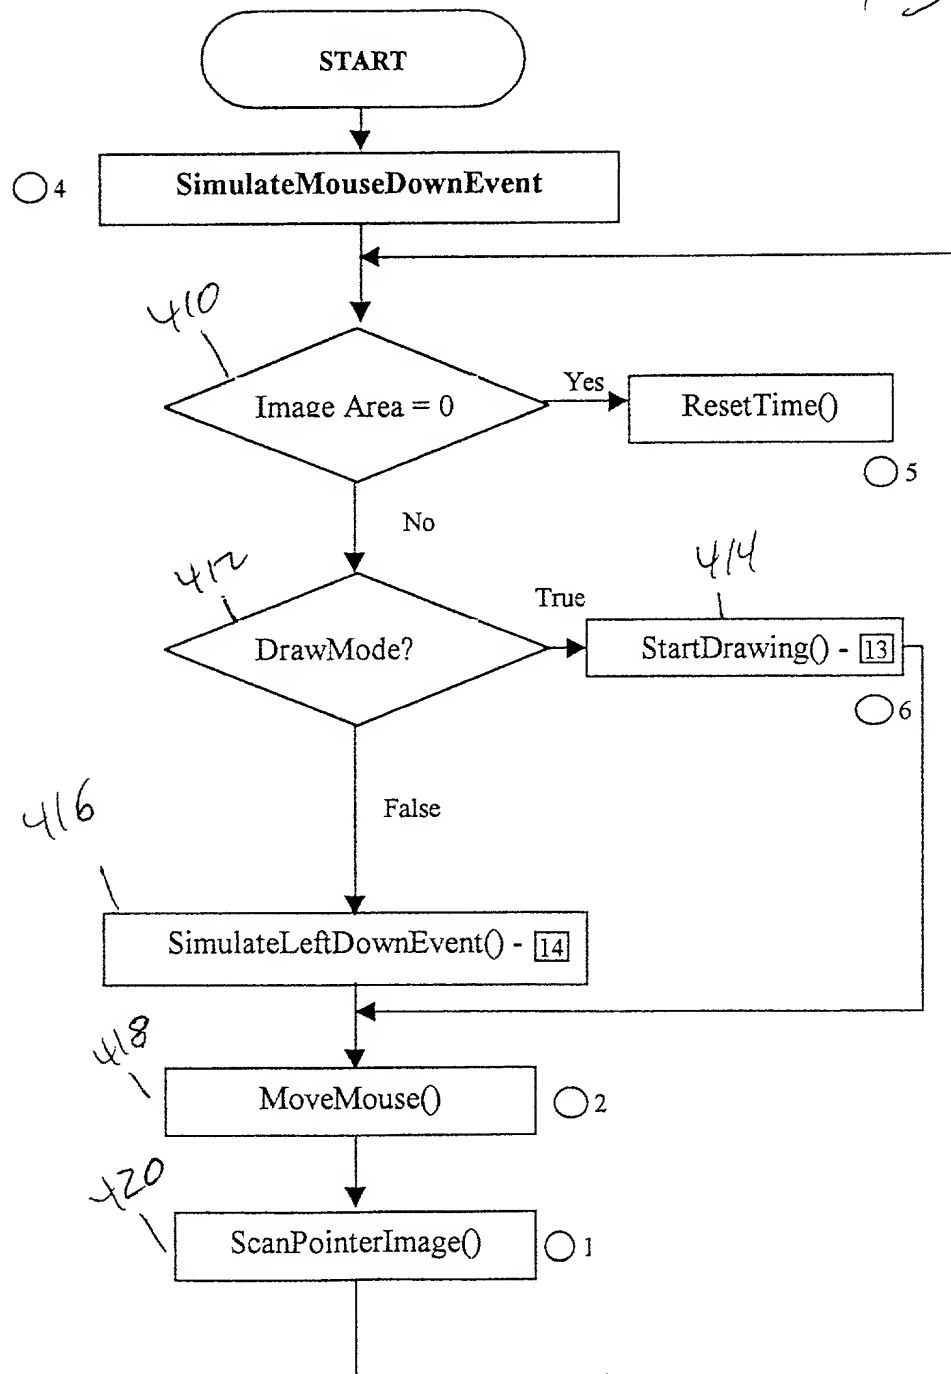 START
SimulateMouseDownEvent
4
410
Image Area = 0
Yes
ResetTime()
5
No
412
DrawMode?
True
414
StartDrawing() - 13
6
False
416
SimulateLeftDownEvent() - 14
418
MoveMouse()
2
420
ScanPointerImage()
1